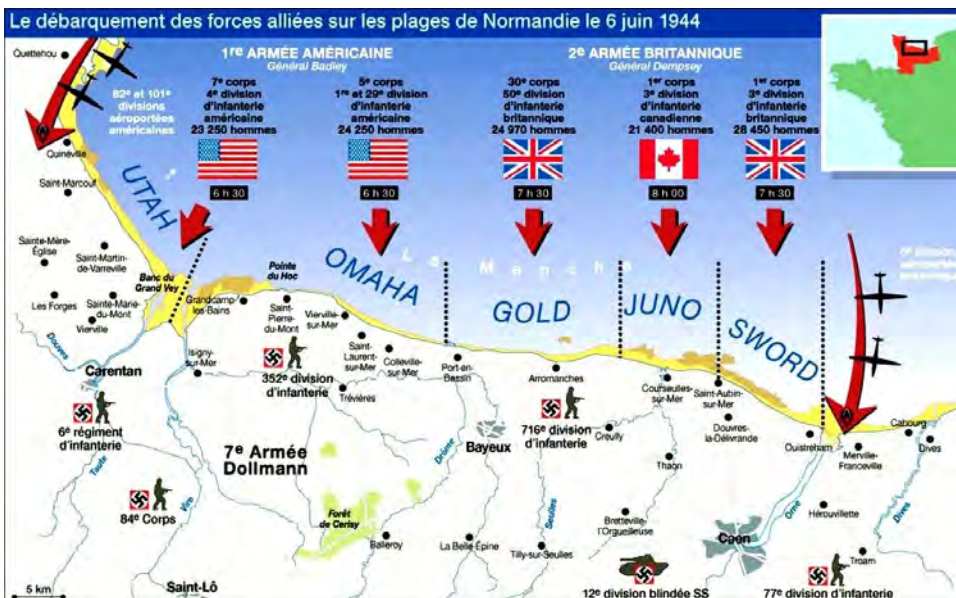 Le débarquement des forces alliées sur les plages de Normandie le 6 juin 1944
1re ARMÉE AMÉRICAINE
Général Badley
2e ARMÉE BRITANNIQUE
Général Dempsey
82e et 101e
divisions
aéroportées
américaines
7e corps
4e division
d'infanterie
américaine
23 250 hommes
6 h 30
5e corps
1re et 29e division
d'infanterie
américaine
24 250 hommes
6 h 30
30e corps
50e division
d'infanterie
britannique
24 970 hommes
7 h 30
1er corps
3e division
d'infanterie
canadienne
21 400 hommes
8 h 00
1er corps
3e division
d'infanterie
britannique
28 450 hommes
7 h 30
UTAH
OMAHA
GOLD
JUNO
SWORD
La Manche
Quettehou
Quinéville
Saint-Marcouf
Sainte-Mère-
Église
Saint-Martin-
de-Varreville
Les Forges
Sainte-Marie-
du-Mont
Vierville
Banc du
Grand Vey
Grandcamp-
les-Bains
Pointe
du Hoc
Saint-
Pierre-
du-Mont
Vierville-
sur-Mer
Saint-
Laurent-
sur-Mer
Colleville-
sur-Mer
Port-en-
Bessin
Arromanches
Courseulles-
sur-Mer
Saint-Aubin-
sur-Mer
Douvres-
la-Délivrande
Ouistreham
Merville-
Franceville
Cabourg
Dives
Douves
Carentan
Isigny-
sur-Mer
352e division
d'infanterie
Trévières
6e régiment
d'infanterie
Taute
7e Armée
Dollmann
84e Corps
Vire
Drôme
Bayeux
716e division
d'infanterie
Creully
Thaon
Seulles
Forêt
de Cerisy
Balleroy
La Belle-Épine
Tilly-sur-Seulles
Bretteville-
l'Orgueilleuse
Caen
Orne
Hérouvillette
Dives
Troarn
Saint-Lô
12e division blindée SS
77e division d'infanterie
5 km